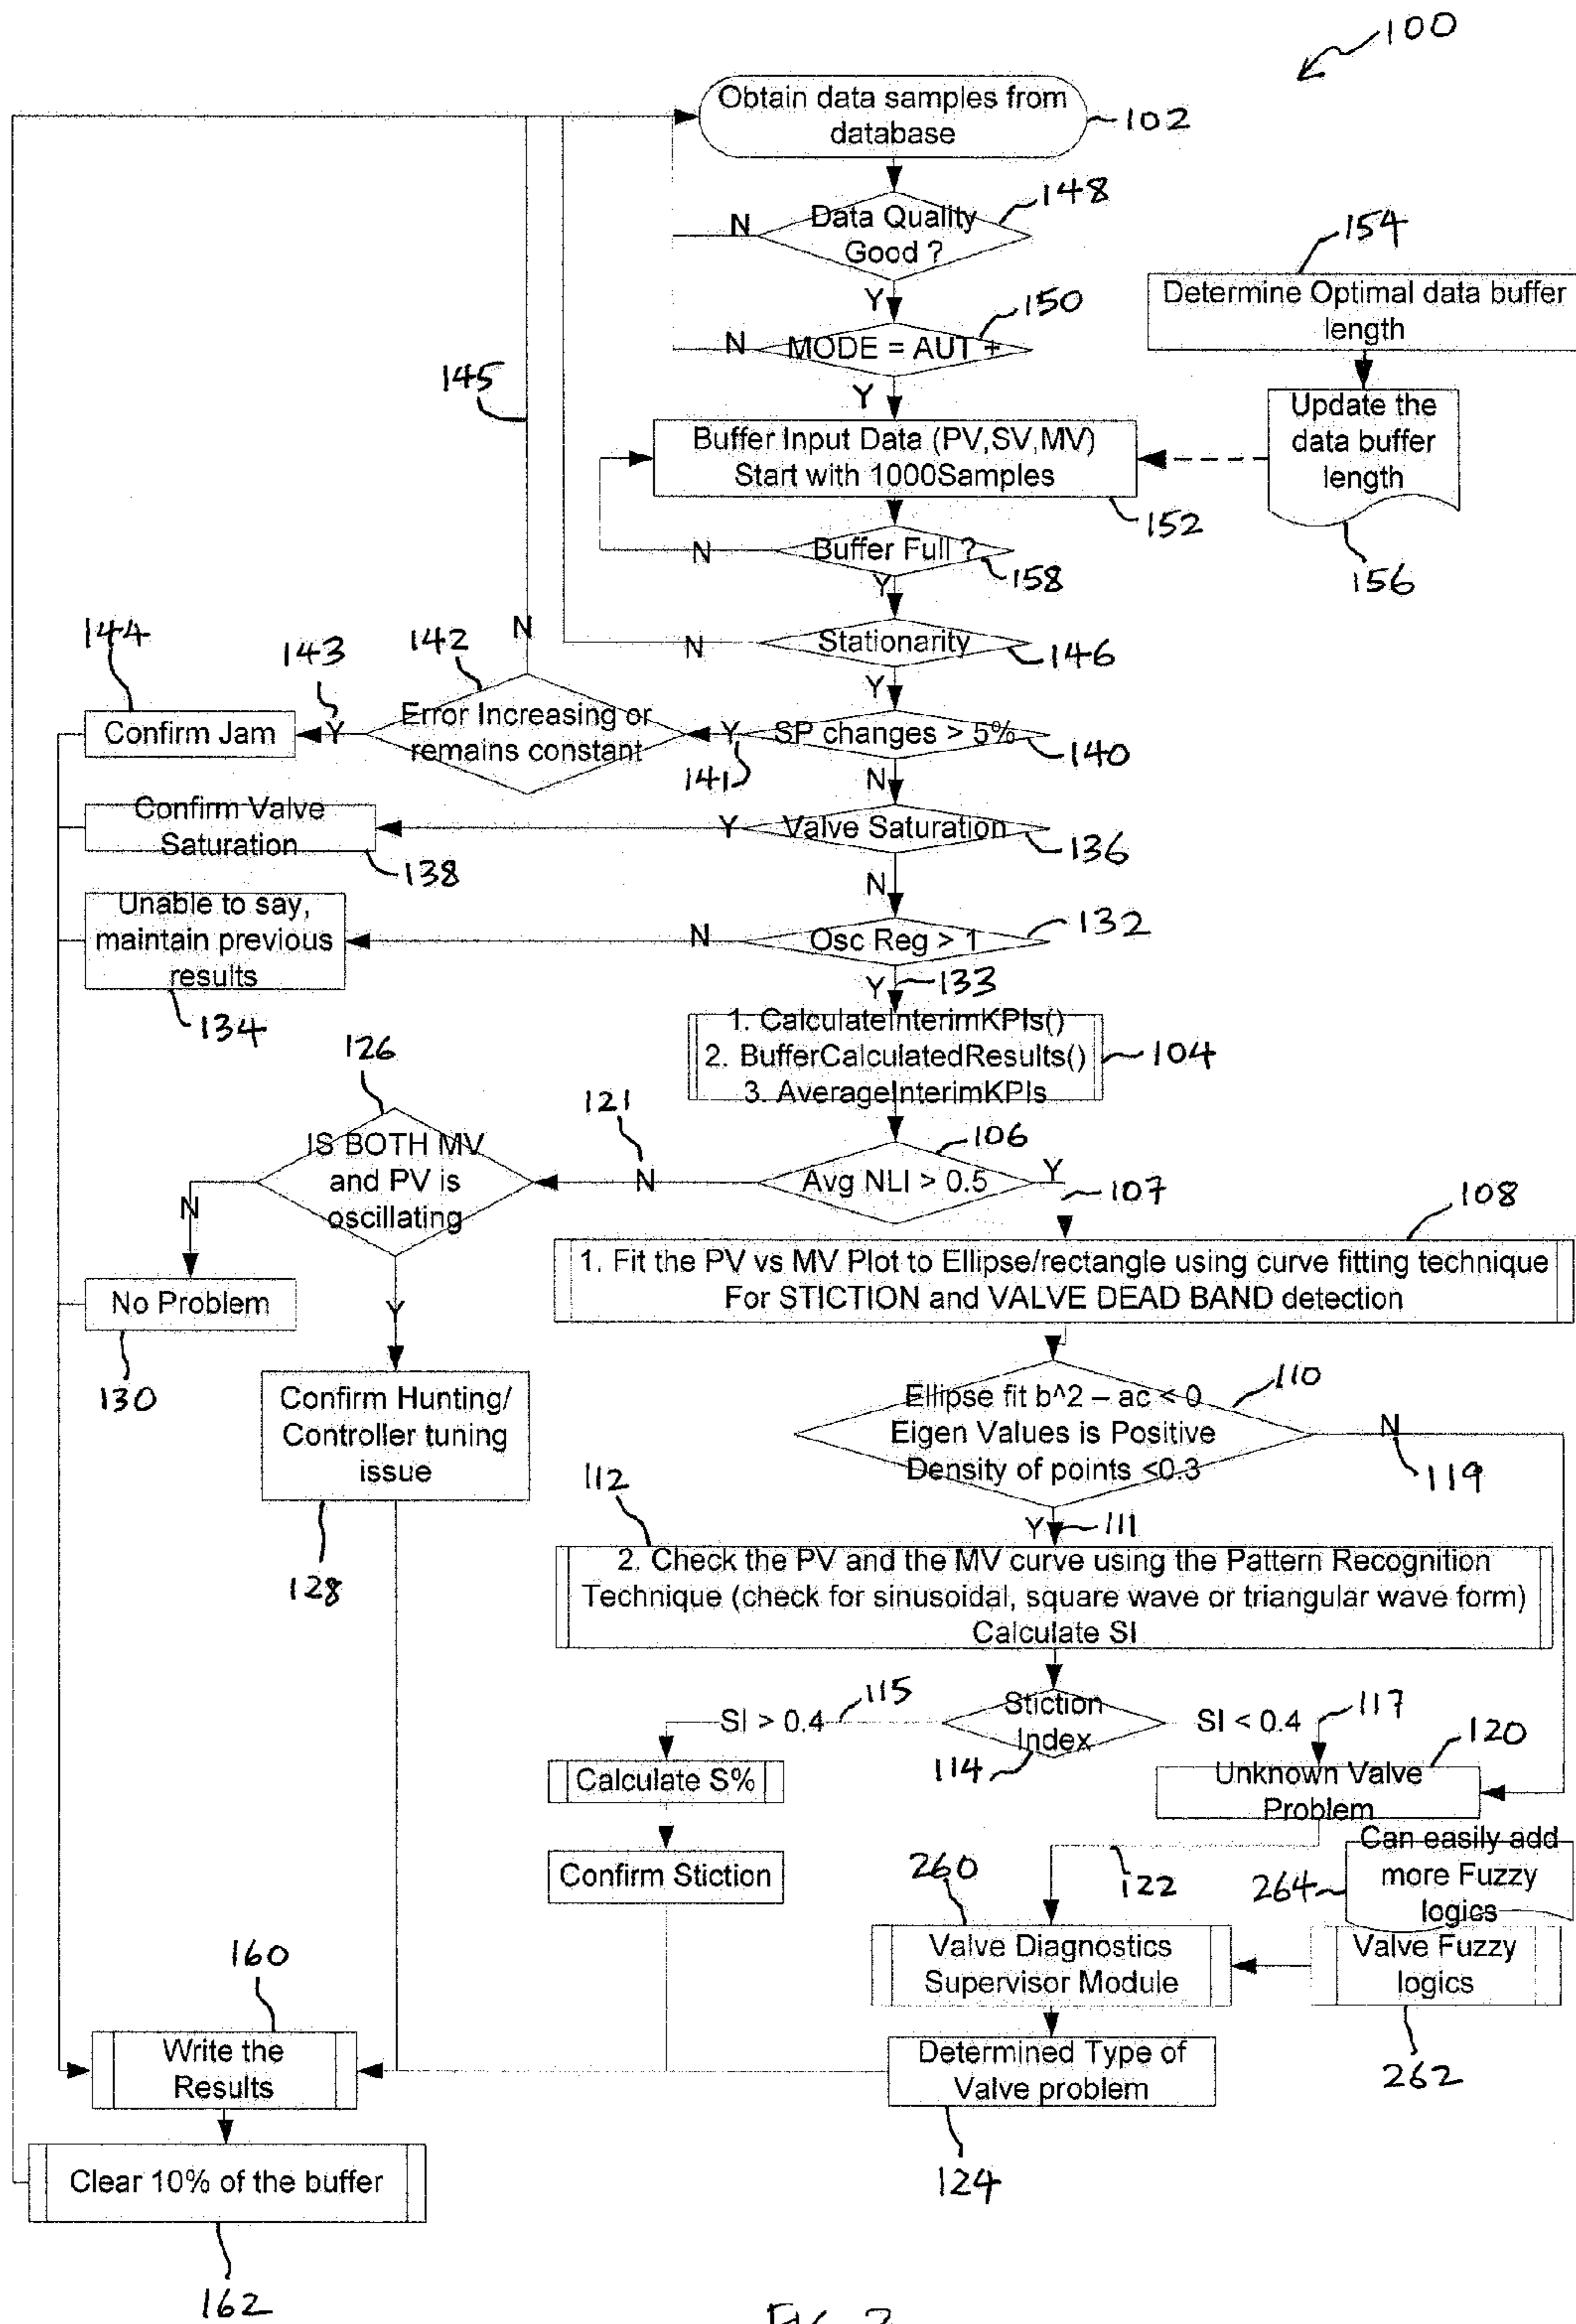 100
Obtain data samples from
database
102
148
N
Data Quality
Good ?
154
Y
150
Determine Optimal data buffer
length
N
MODE = AUT +
145
Y
Update the
data buffer
length
Buffer Input Data (PV,SV,MV)
Start with 1000Samples
152
N
Buffer Full ?
158
156
Y
144
143
142
N
N
Stationarity
146
Y
Confirm Jam
Y
Error Increasing or
remains constant
Y
SP changes > 5%
141
140
N
Confirm Valve
Saturation
138
Y
Valve Saturation
136
N
Unable to say,
maintain previous
results
134
N
Osc Reg > 1
132
Y
133
1. CalculateInterimKPIs()
2. BufferCalculatedResults()
3. AverageInterimKPIs
104
126
121
106
IS BOTH MV
and PV is
oscillating
N
Avg NLI > 0.5
Y
107
108
N
1. Fit the PV vs MV Plot to Ellipse/rectangle using curve fitting technique
For STICTION and VALVE DEAD BAND detection
No Problem
130
Y
Confirm Hunting/
Controller tuning
issue
128
Ellipse fit b^2 – ac < 0
Eigen Values is Positive
Density of points <0.3
110
N
119
112
Y
111
2. Check the PV and the MV curve using the Pattern Recognition
Technique (check for sinusoidal, square wave or triangular wave form)
Calculate SI
SI > 0.4
115
Stiction
Index
114
SI < 0.4
117
120
Calculate S%
Unknown Valve
Problem
Confirm Stiction
122
Can easily add
more Fuzzy
logics
264
260
Valve Diagnostics
Supervisor Module
Valve Fuzzy
logics
262
160
Write the
Results
Determined Type of
Valve problem
124
Clear 10% of the buffer
162